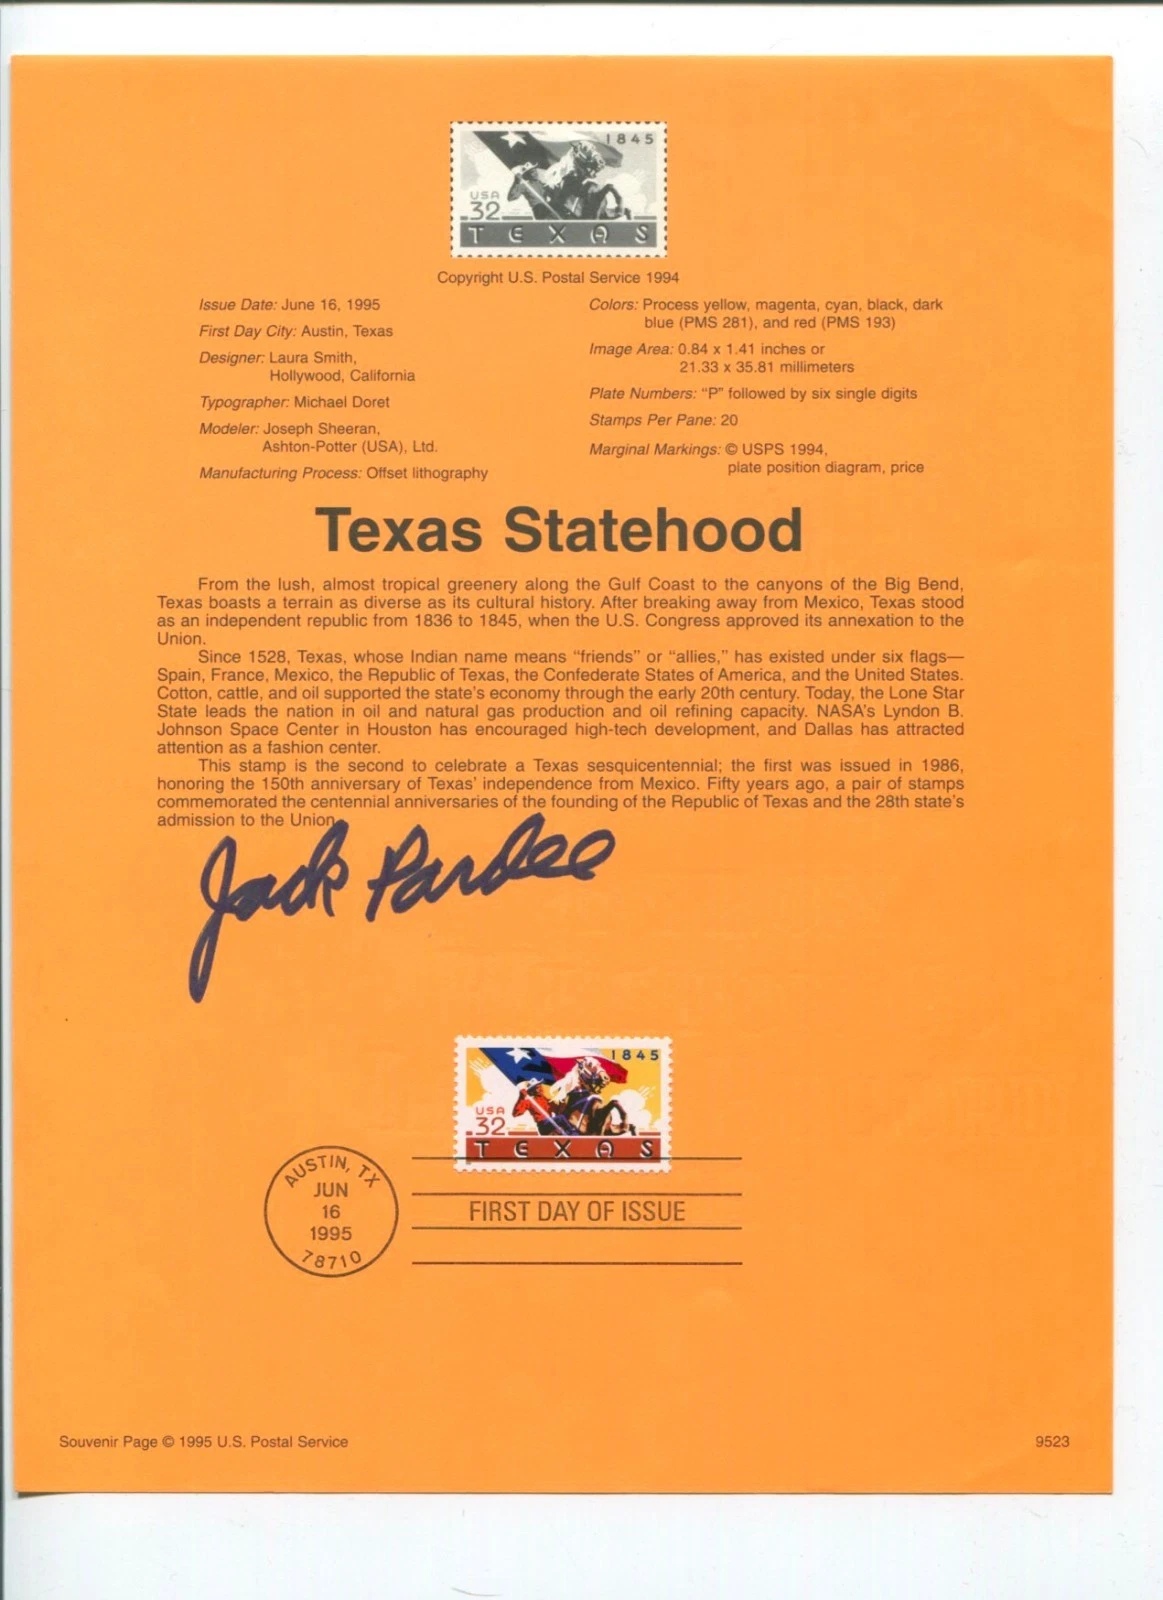 1845
USA
32
TEXAS
Copyright U.S. Postal Service 1994
Issue Date: June 16, 1995
First Day City: Austin, Texas
Designer: Laura Smith,
Hollywood, California
Typographer: Michael Doret
Modeler: Joseph Sheeran,
Ashton-Potter (USA), Ltd.
Manufacturing Process: Offset lithography
Colors: Process yellow, magenta, cyan, black, dark
blue (PMS 281), and red (PMS 193)
Image Area: 0.84 x 1.41 inches or
21.33 x 35.81 millimeters
Plate Numbers: “P” followed by six single digits
Stamps Per Pane: 20
Marginal Markings: © USPS 1994,
plate position diagram, price
Texas Statehood
From the lush, almost tropical greenery along the Gulf Coast to the canyons of the Big Bend,
Texas boasts a terrain as diverse as its cultural history. After breaking away from Mexico, Texas stood
as an independent republic from 1836 to 1845, when the U.S. Congress approved its annexation to the
Union.
Since 1528, Texas, whose Indian name means “friends” or “allies,” has existed under six flags—
Spain, France, Mexico, the Republic of Texas, the Confederate States of America, and the United States.
Cotton, cattle, and oil supported the state’s economy through the early 20th century. Today, the Lone Star
State leads the nation in oil and natural gas production and oil refining capacity. NASA’s Lyndon B.
Johnson Space Center in Houston has encouraged high-tech development, and Dallas has attracted
attention as a fashion center.
This stamp is the second to celebrate a Texas sesquicentennial; the first was issued in 1986,
honoring the 150th anniversary of Texas’ independence from Mexico. Fifty years ago, a pair of stamps
commemorated the centennial anniversaries of the founding of the Republic of Texas and the 28th state’s
admission to the Union.
Jack Pardee
1845
USA
32
TEXAS
AUSTIN, TX
JUN
16
1995
78710
FIRST DAY OF ISSUE
Souvenir Page © 1995 U.S. Postal Service
9523